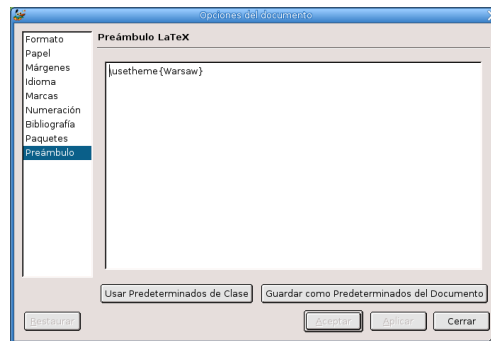 Opciones del documento
Formato
Papel
Márgenes
Idioma
Marcas
Numeración
Bibliografía
Paquetes
Preámbulo
Preámbulo LaTeX
\usetheme{Warsaw}
Usar Predeterminados de Clase
Guardar como Predeterminados del Documento
Restaurar
Aceptar
Aplicar
Cerrar